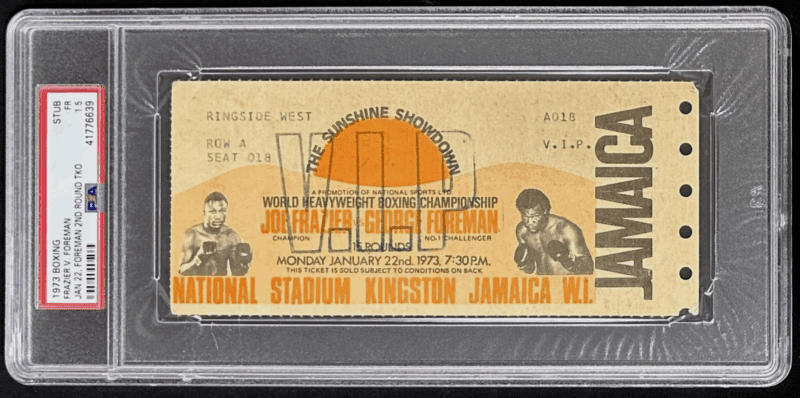 1973 BOXING
FRAZIER V. FOREMAN
JAN 22, FOREMAN 2ND ROUND TKO
STUB
FR
1.5
41776639
PSA
RINGSIDE WEST
ROW A
SEAT 018
THE SUNSHINE SHOWDOWN
V.I.P.
A PROMOTION OF NATIONAL SPORTS LTD.
WORLD HEAVYWEIGHT BOXING CHAMPIONSHIP
JOE FRAZIER VS GEORGE FOREMAN
CHAMPION NO.1 CHALLENGER
15 ROUNDS
MONDAY JANUARY 22nd. 1973, 7:30 P.M.
THIS TICKET IS SOLD SUBJECT TO CONDITIONS ON BACK
NATIONAL STADIUM KINGSTON JAMAICA W.I.
A018
V.I.P.
JAMAICA